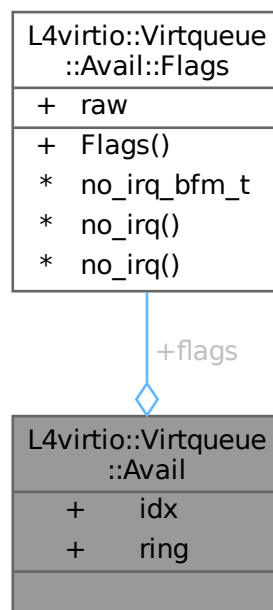 L4virtio::Virtqueue
::Avail::Flags
+ raw
+ Flags()
* no_irq_bfm_t
* no_irq()
* no_irq()
+flags
L4virtio::Virtqueue
::Avail
+ idx
+ ring